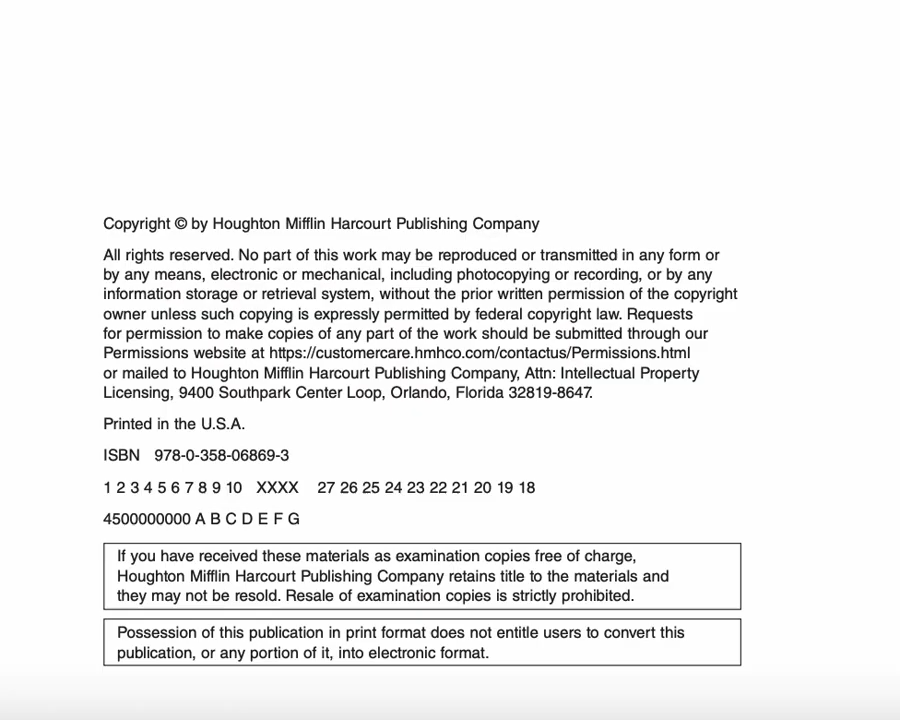 Copyright © by Houghton Mifflin Harcourt Publishing Company
All rights reserved. No part of this work may be reproduced or transmitted in any form or
by any means, electronic or mechanical, including photocopying or recording, or by any
information storage or retrieval system, without the prior written permission of the copyright
owner unless such copying is expressly permitted by federal copyright law. Requests
for permission to make copies of any part of the work should be submitted through our
Permissions website at https://customercare.hmhco.com/contactus/Permissions.html
or mailed to Houghton Mifflin Harcourt Publishing Company, Attn: Intellectual Property
Licensing, 9400 Southpark Center Loop, Orlando, Florida 32819-8647.
Printed in the U.S.A.
ISBN 978-0-358-06869-3
1 2 3 4 5 6 7 8 9 10 XXXX 27 26 25 24 23 22 21 20 19 18
4500000000 A B C D E F G
If you have received these materials as examination copies free of charge,
Houghton Mifflin Harcourt Publishing Company retains title to the materials and
they may not be resold. Resale of examination copies is strictly prohibited.
Possession of this publication in print format does not entitle users to convert this
publication, or any portion of it, into electronic format.